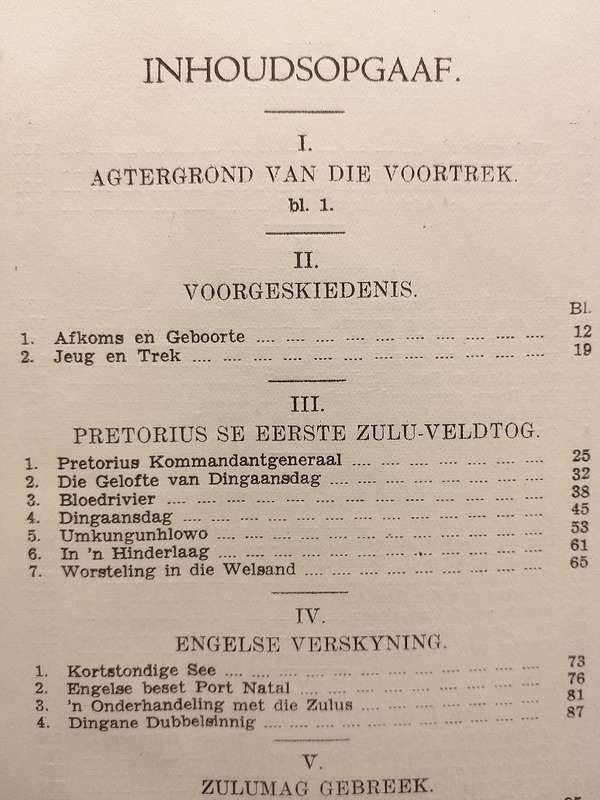 INHOUDSOPGAAF.
I.
AGTERGROND VAN DIE VOORTREK.
bl. 1.
II.
VOORGESKIEDENIS.
Bl.
1. Afkoms en Geboorte .... .... .... .... .... .... .... .... 12
2. Jeug en Trek .... .... .... .... .... .... .... .... .... .... 19
III.
PRETORIUS SE EERSTE ZULU-VELDTOG.
1. Pretorius Kommandantgeneraal .... .... .... .... .... 25
2. Die Gelofte van Dingaansdag .... .... .... .... .... .... 32
3. Bloedrivier .... .... .... .... .... .... .... .... .... .... 38
4. Dingaansdag .... .... .... .... .... .... .... .... .... 45
5. Umkungunhlowo .... .... .... .... .... .... .... .... 53
6. In 'n Hinderlaag .... .... .... .... .... .... .... .... 61
7. Worsteling in die Welsand .... .... .... .... .... .... 65
IV.
ENGELSE VERSKYNING.
1. Kortstondige See .... .... .... .... .... .... .... .... 73
2. Engelse beset Port Natal .... .... .... .... .... .... 76
3. 'n Onderhandeling met die Zulus .... .... .... .... 81
4. Dingane Dubbelsinnig .... .... .... .... .... .... .... 87
V.
ZULUMAG GEBREEK.